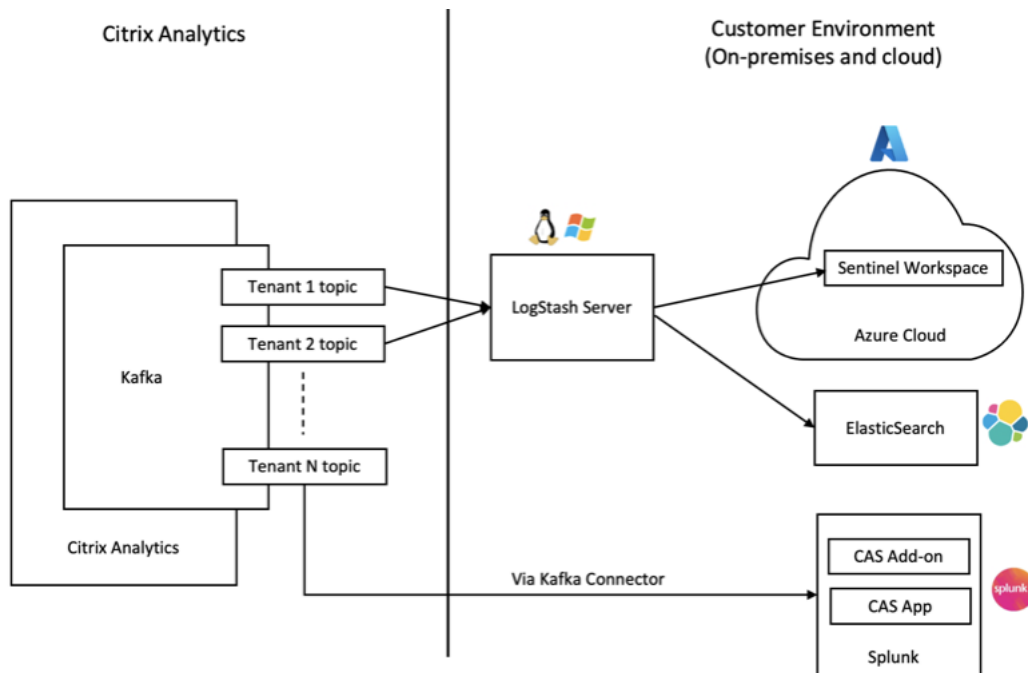 Citrix Analytics
Customer Environment
(On-premises and cloud)
Tenant 1 topic
Tenant 2 topic
Kafka
Tenant N topic
Citrix Analytics
LogStash Server
Sentinel Workspace
Azure Cloud
ElasticSearch
Via Kafka Connector
CAS Add-on
CAS App
Splunk
splunk>